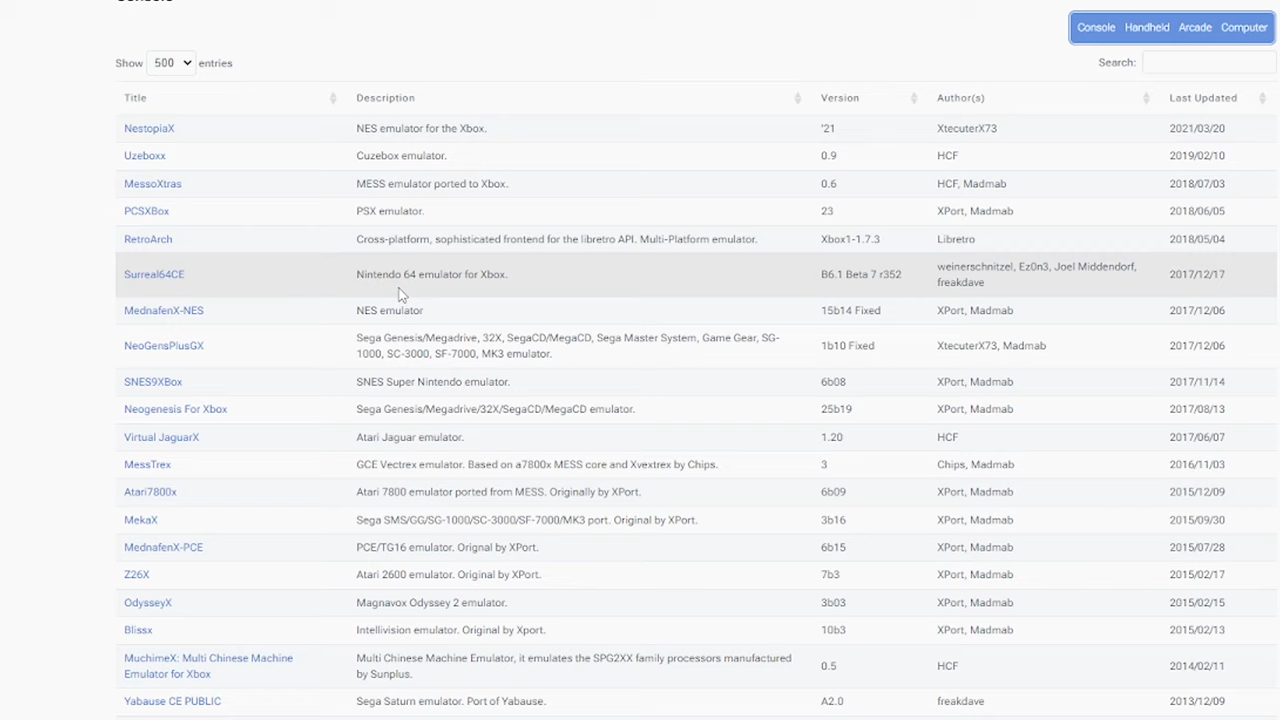 Console
Console Handheld Arcade Computer
Show 500 entries Search:
Title Description Version Author(s) Last Updated
NestopiaX NES emulator for the Xbox. '21 XtecuterX73 2021/03/20
Uzeboxx Cuzebox emulator. 0.9 HCF 2019/02/10
MessoXtras MESS emulator ported to Xbox. 0.6 HCF, Madmab 2018/07/03
PCSXBox PSX emulator. 23 XPort, Madmab 2018/06/05
RetroArch Cross-platform, sophisticated frontend for the libretro API. Multi-Platform emulator. Xbox1-1.7.3 Libretro 2018/05/04
Surreal64CE Nintendo 64 emulator for Xbox. B6.1 Beta 7 r352 weinerschnitzel, Ez0n3, Joel Middendorf, 2017/12/17
freakdave
MednafenX-NES NES emulator 15b14 Fixed XPort, Madmab 2017/12/06
NeoGensPlusGX Sega Genesis/Megadrive, 32X, SegaCD/MegaCD, Sega Master System, Game Gear, SG- 1b10 Fixed XtecuterX73, Madmab 2017/12/06
1000, SC-3000, SF-7000, MK3 emulator.
SNES9XBox SNES Super Nintendo emulator. 6b08 XPort, Madmab 2017/11/14
Neogenesis For Xbox Sega Genesis/Megadrive/32X/SegaCD/MegaCD emulator. 25b19 XPort, Madmab 2017/08/13
Virtual JaguarX Atari Jaguar emulator. 1.20 HCF 2017/06/07
MessTrex GCE Vectrex emulator. Based on a7800x MESS core and Xvextrex by Chips. 3 Chips, Madmab 2016/11/03
Atari7800x Atari 7800 emulator ported from MESS. Originally by XPort. 6b09 XPort, Madmab 2015/12/09
MekaX Sega SMS/GG/SG-1000/SC-3000/SF-7000/MK3 port. Original by XPort. 3b16 XPort, Madmab 2015/09/30
MednafenX-PCE PCE/TG16 emulator. Orignal by XPort. 6b15 XPort, Madmab 2015/07/28
Z26X Atari 2600 emulator. Original by XPort. 7b3 XPort, Madmab 2015/02/17
OdysseyX Magnavox Odyssey 2 emulator. 3b03 XPort, Madmab 2015/02/15
Blissx Intellivision emulator. Original by Xport. 10b3 XPort, Madmab 2015/02/13
MuchimeX: Multi Chinese Machine Multi Chinese Machine Emulator, it emulates the SPG2XX family processors manufactured 0.5 HCF 2014/02/11
Emulator for Xbox by Sunplus.
Yabause CE PUBLIC Sega Saturn emulator. Port of Yabause. A2.0 freakdave 2013/12/09